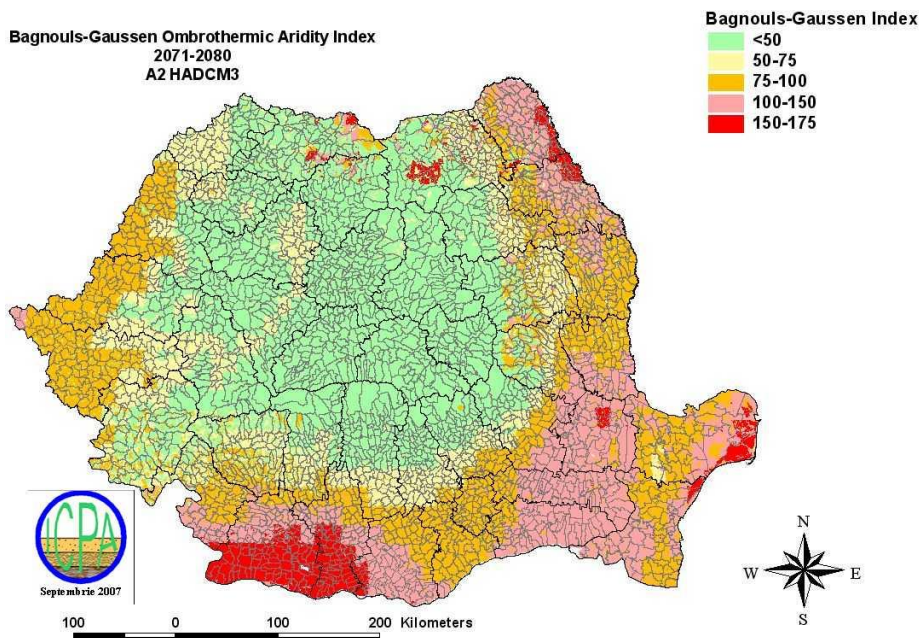 Bagnouls-Gaussen Ombrothermic Aridity Index
2071-2080
A2 HADCM3
Bagnouls-Gaussen Index
<50
50-75
75-100
100-150
150-175
ICPA
Septembrie 2007
N
W E
S
100 0 100 200 Kilometers